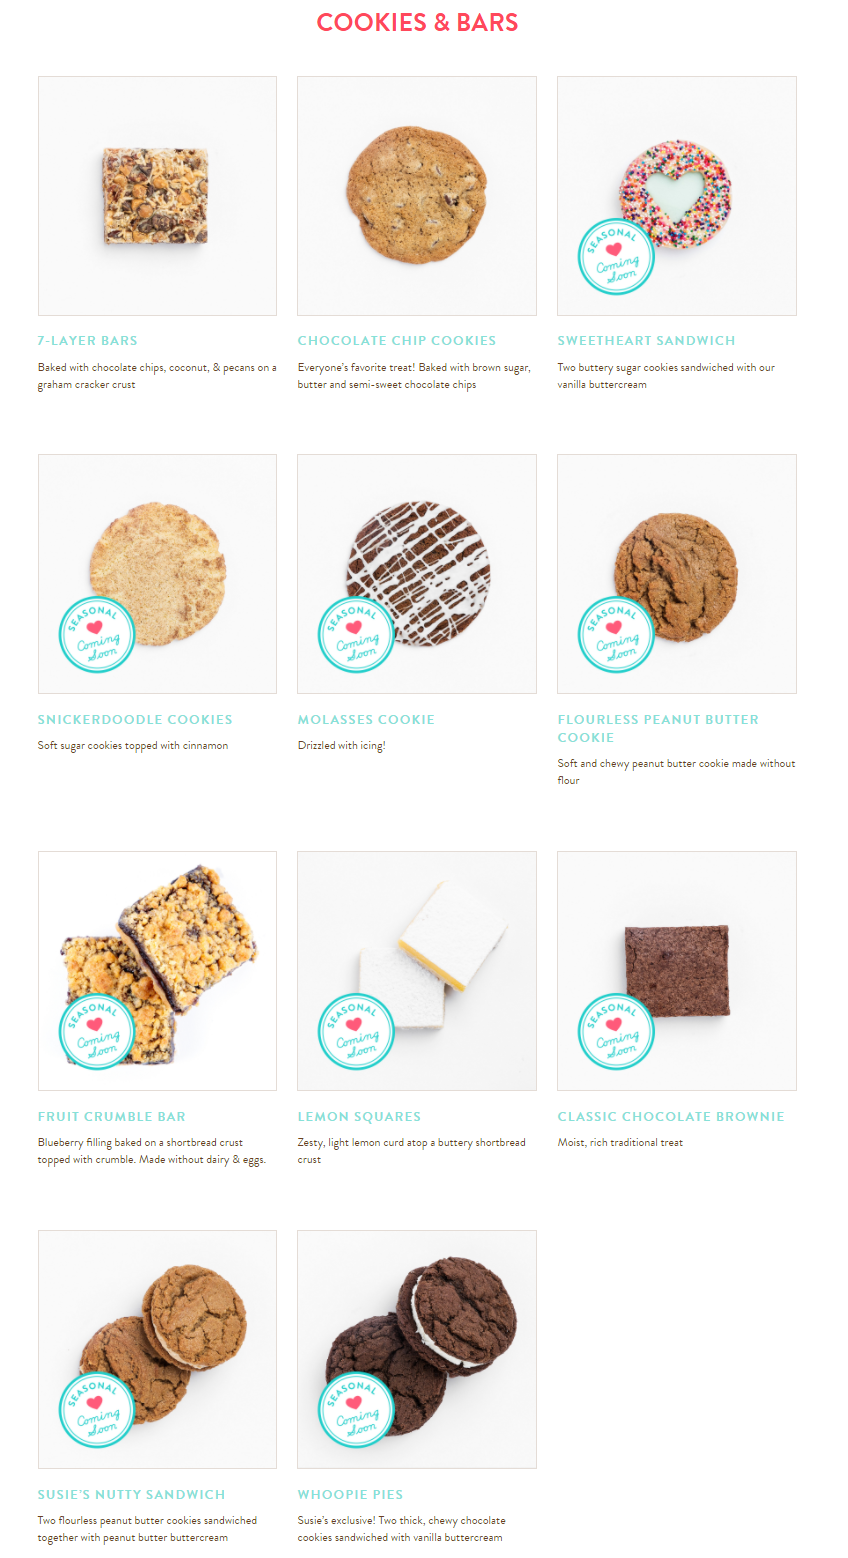 COOKIES & BARS
SEASONAL
Coming
Soon
7-LAYER BARS
CHOCOLATE CHIP COOKIES
SWEETHEART SANDWICH
Baked with chocolate chips, coconut, & pecans on a
graham cracker crust
Everyone's favorite treat! Baked with brown sugar,
butter and semi-sweet chocolate chips
Two buttery sugar cookies sandwiched with our
vanilla buttercream
SEASONAL
Coming
Soon
SEASONAL
Coming
Soon
SEASONAL
Coming
Soon
SNICKERDOODLE COOKIES
Soft sugar cookies topped with cinnamon
MOLASSES COOKIE
Drizzled with icing!
FLOURLESS PEANUT BUTTER
COOKIE
Soft and chewy peanut butter cookie made without
flour
SEASONAL
Coming
Soon
SEASONAL
Coming
Soon
SEASONAL
Coming
Soon
FRUIT CRUMBLE BAR
Blueberry filling baked on a shortbread crust
topped with crumble. Made without dairy & eggs.
LEMON SQUARES
Zesty, light lemon curd atop a buttery shortbread
crust
CLASSIC CHOCOLATE BROWNIE
Moist, rich traditional treat
SEASONAL
Coming
Soon
SEASONAL
Coming
Soon
SUSIE'S NUTTY SANDWICH
Two flourless peanut butter cookies sandwiched
together with peanut butter buttercream
WHOOPIE PIES
Susie's exclusive! Two thick, chewy chocolate
cookies sandwiched with vanilla buttercream